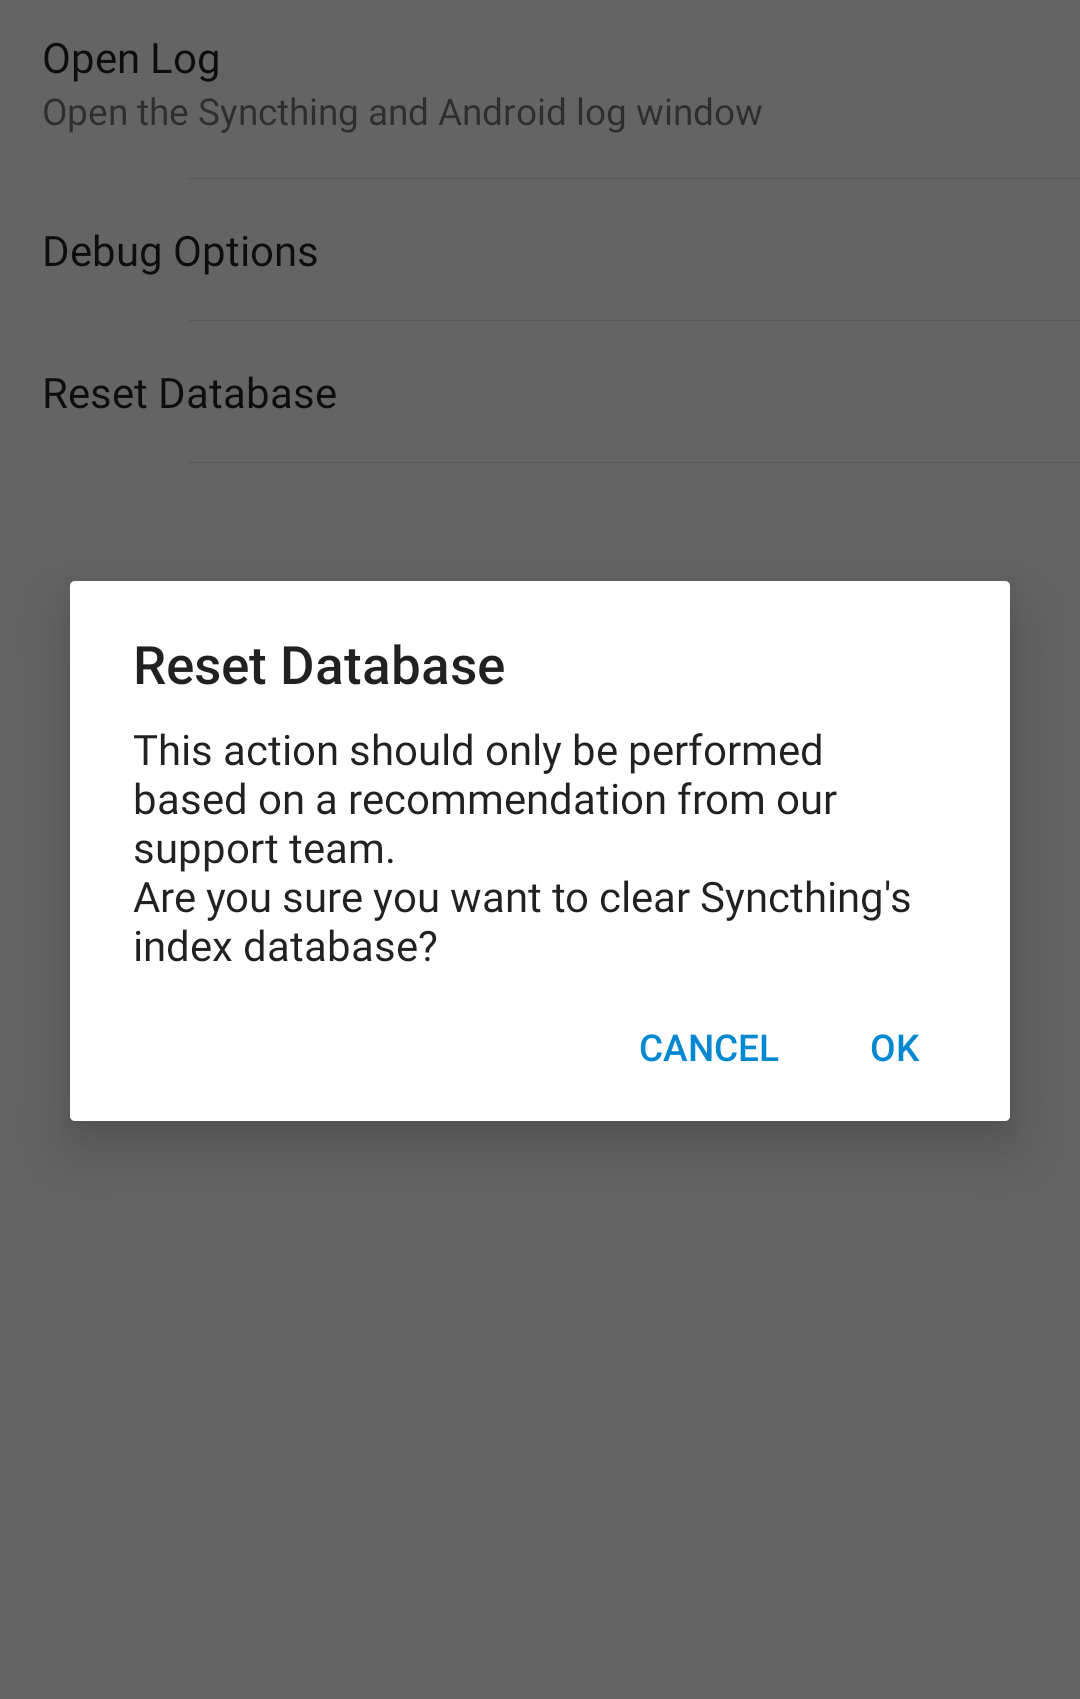 Open Log
Open the Syncthing and Android log window
Debug Options
Reset Database
Reset Database
This action should only be performed
based on a recommendation from our
support team.
Are you sure you want to clear Syncthing's
index database?
CANCEL OK